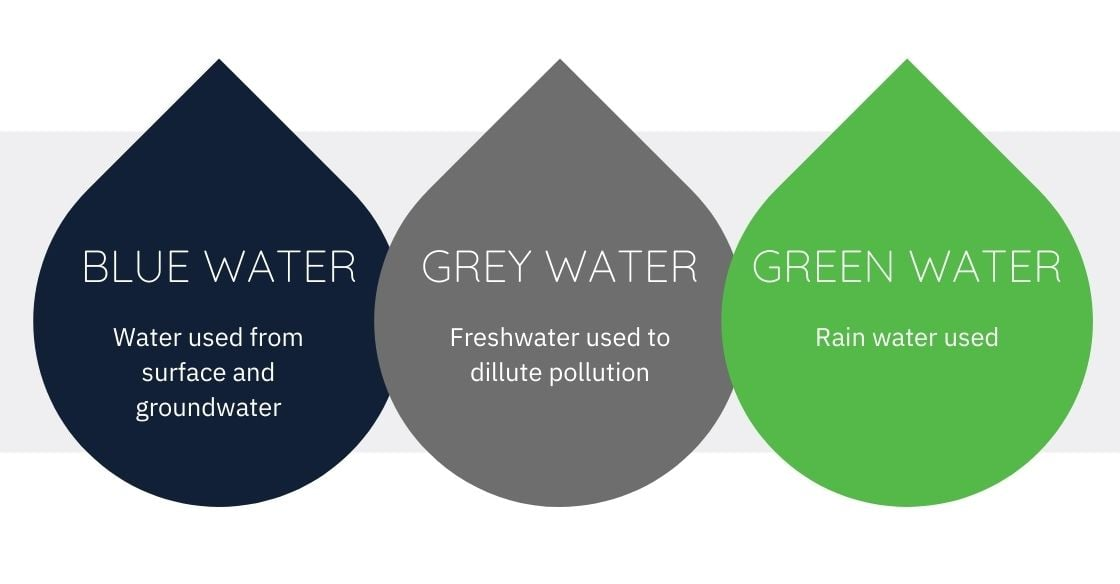 BLUE WATER
Water used from
surface and
groundwater
GREY WATER
Freshwater used to
dillute pollution
GREEN WATER
Rain water used